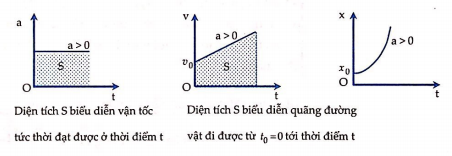 a
a > 0
S
O
t
v
a > 0
v₀
S
O
t
x
a > 0
x₀
O
t
Diện tích S biểu diễn vận tốc
tức thời đạt được ở thời điểm t
Diện tích S biểu diễn quãng đường
vật đi được từ t₀ = 0 tới thời điểm t